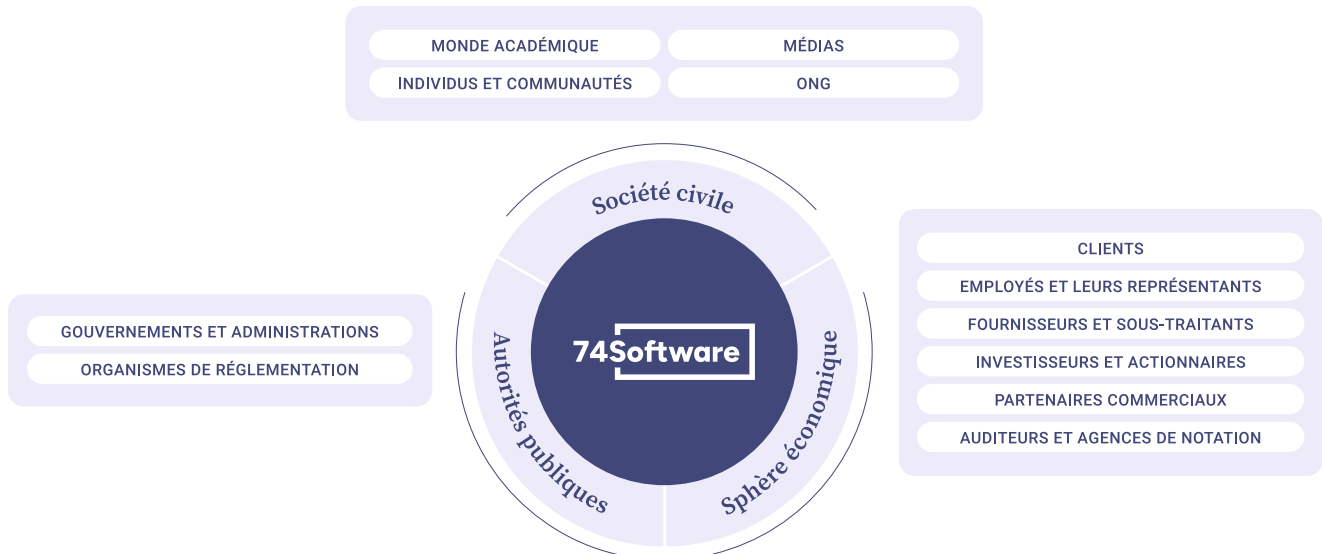 MONDE ACADÉMIQUE
MÉDIAS
INDIVIDUS ET COMMUNAUTÉS
ONG
Société civile
Autorités publiques
Sphère économique
74Software
GOUVERNEMENTS ET ADMINISTRATIONS
ORGANISMES DE RÉGLEMENTATION
CLIENTS
EMPLOYÉS ET LEURS REPRÉSENTANTS
FOURNISSEURS ET SOUS-TRAITANTS
INVESTISSEURS ET ACTIONNAIRES
PARTENAIRES COMMERCIAUX
AUDITEURS ET AGENCES DE NOTATION